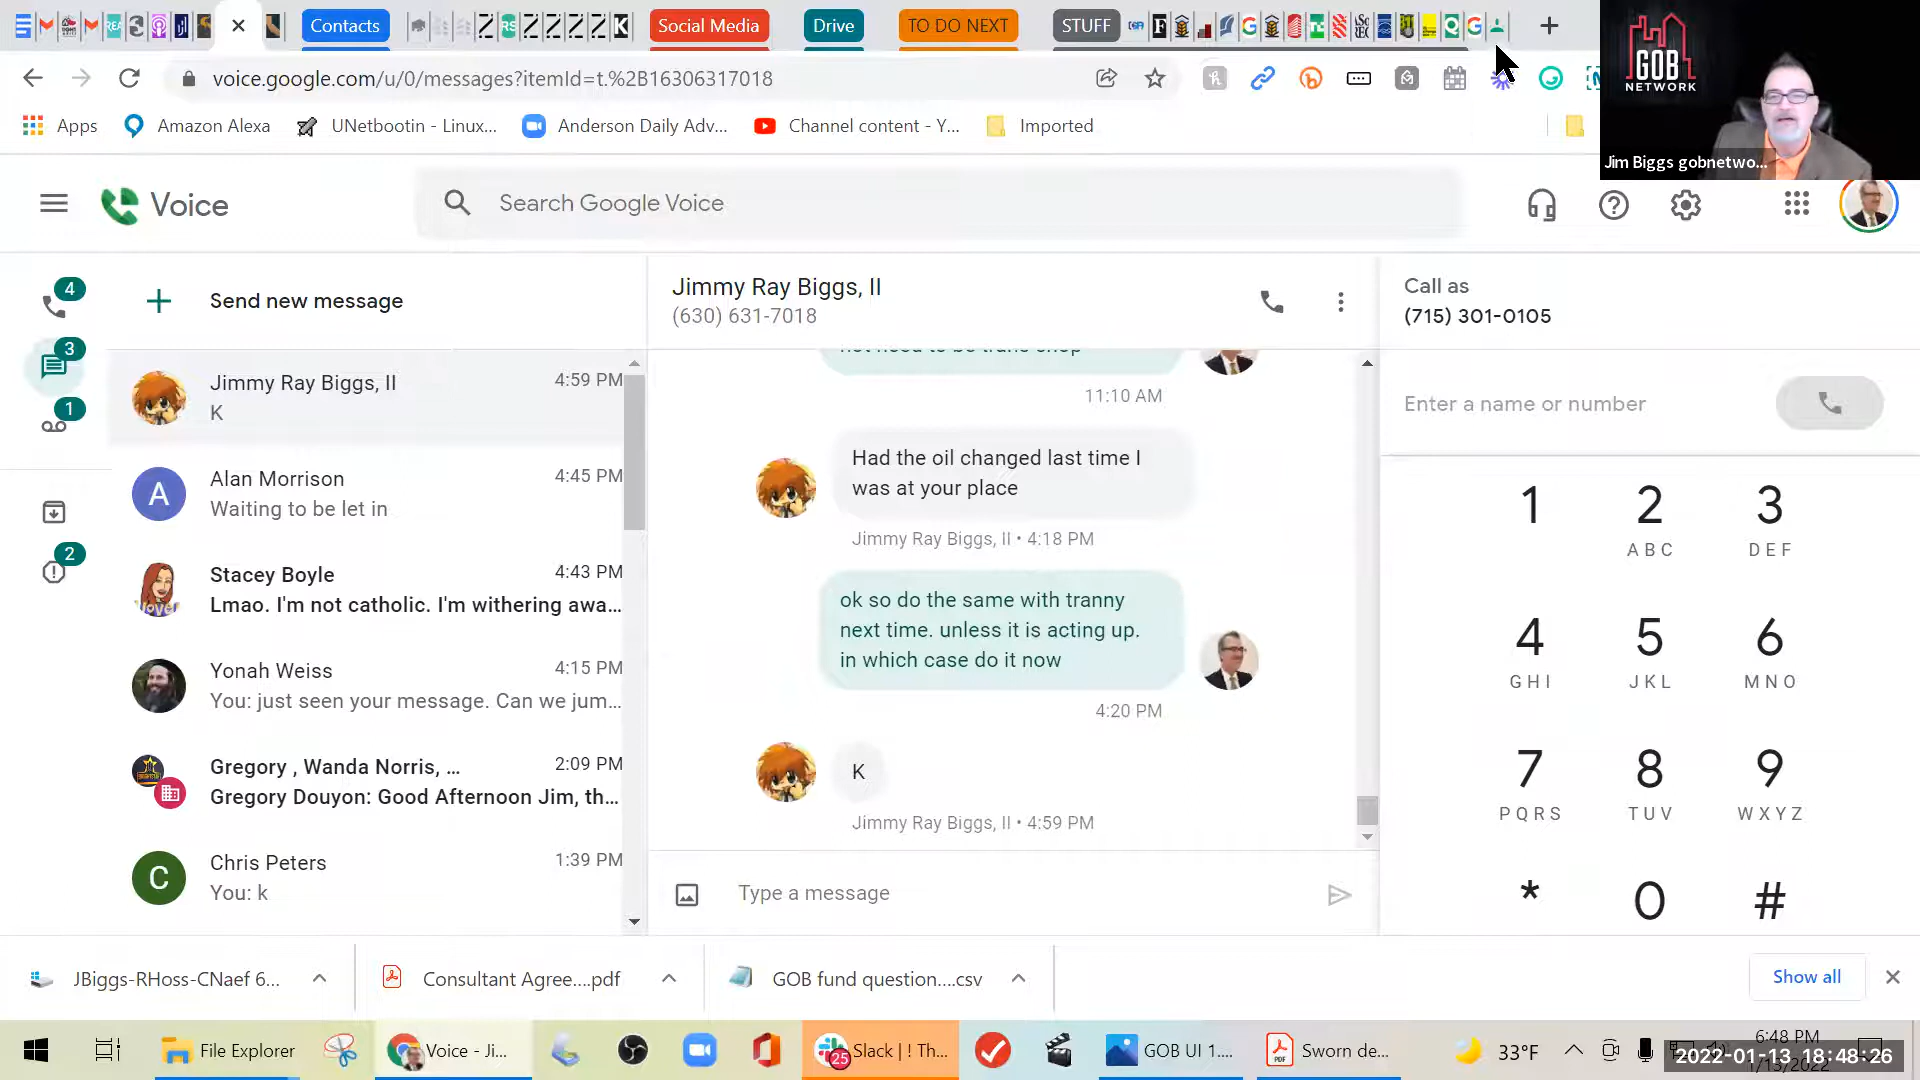 Contacts
RS
K
Social Media
Drive
TO DO NEXT
STUFF
voice.google.com/u/0/messages?itemId=t.%2B16306317018
Apps
Amazon Alexa
UNetbootin - Linux...
Anderson Daily Adv...
Channel content - Y...
Imported
GOB
NETWORK
Jim Biggs gobnetwo...
Voice
Search Google Voice
4
3
1
2
Send new message
Jimmy Ray Biggs, II
4:59 PM
K
A
Alan Morrison
4:45 PM
Waiting to be let in
Stacey Boyle
4:43 PM
Lmao. I'm not catholic. I'm withering awa...
Yonah Weiss
4:15 PM
You: just seen your message. Can we jum...
Gregory , Wanda Norris, ...
2:09 PM
Gregory Douyon: Good Afternoon Jim, th...
C
Chris Peters
1:39 PM
You: k
Jimmy Ray Biggs, II
(630) 631-7018
11:10 AM
Had the oil changed last time I
was at your place
Jimmy Ray Biggs, II • 4:18 PM
ok so do the same with tranny
next time. unless it is acting up.
in which case do it now
4:20 PM
K
Jimmy Ray Biggs, II • 4:59 PM
Type a message
Call as
(715) 301-0105
Enter a name or number
1
2
ABC
3
DEF
4
GHI
5
JKL
6
MNO
7
PQRS
8
TUV
9
WXYZ
*
0
#
JBiggs-RHoss-CNaef 6...
Consultant Agree....pdf
GOB fund question....csv
Show all
File Explorer
Voice - Ji...
25
Slack | ! Th...
GOB UI 1....
Sworn de...
33°F
6:48 PM
1/13/2022
2022-01-13 18:48:26